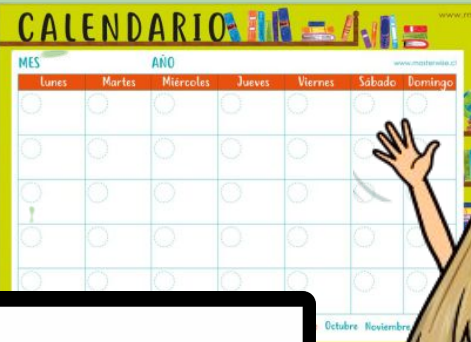 CALENDARIO
MES AÑO
www.masterwise.cl
Lunes Martes Miércoles Jueves Viernes Sábado Domingo
Octubre Noviembre